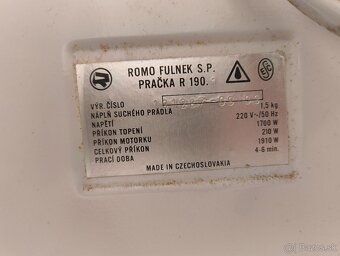 ROMO FULNEK S.P.
PRAČKA R 190.
VÝR. ČÍSLO
NÁPLŇ SUCHÉHO PRÁDLA 1,5 kg
NAPĚTÍ 220 V~/50 Hz
PŘÍKON TOPENÍ 1700 W
PŘÍKON MOTORKU 210 W
CELKOVÝ PŘÍKON 1910 W
PRACÍ DOBA 4-6 min.
MADE IN CZECHOSLOVAKIA